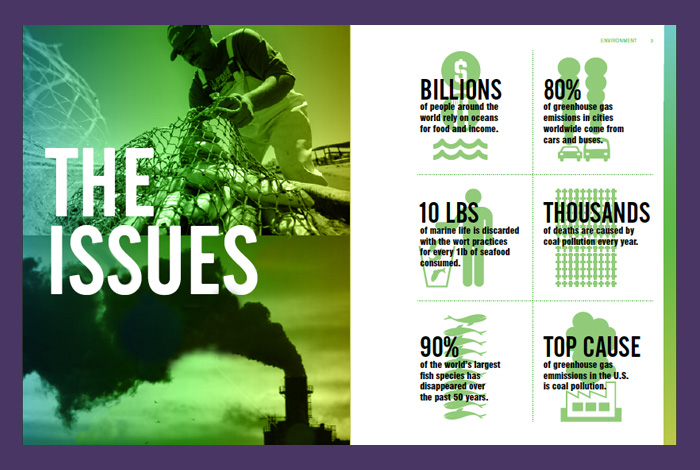 THE
ISSUES
ENVIRONMENT
BILLIONS
of people around the
world rely on oceans
for food and income.
80%
of greenhouse gas
emissions in cities
worldwide come from
cars and buses.
10 LBS
of marine life is discarded
with the wort practices
for every 1lb of seafood
consumed.
THOUSANDS
of deaths are caused by
coal pollution every year.
90%
of the world's largest
fish species has
disappeared over
the past 50 years.
TOP CAUSE
of greenhouse gas
emmissions in the U.S.
is coal pollution.